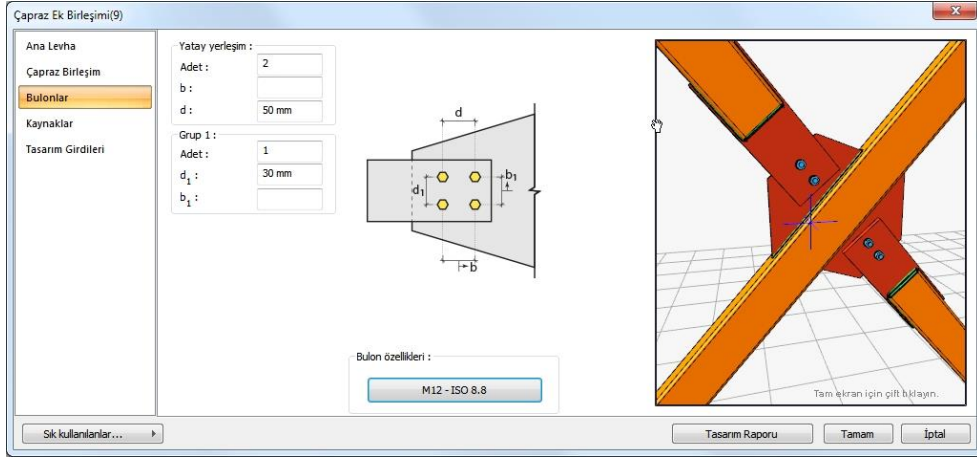 Çapraz Ek Birleşimi(9)
Ana Levha
Çapraz Birleşim
Bulonlar
Kaynaklar
Tasarım Girdileri
Yatay yerleşim :
Adet : 2
b :
d : 50 mm
Grup 1 :
Adet : 1
d1 : 30 mm
b1 :
d
d1
b1
b
Bulon özellikleri :
M12 - ISO 8.8
Tam ekran için çift tıklayın.
Sık kullanılanlar...
Tasarım Raporu
Tamam
İptal